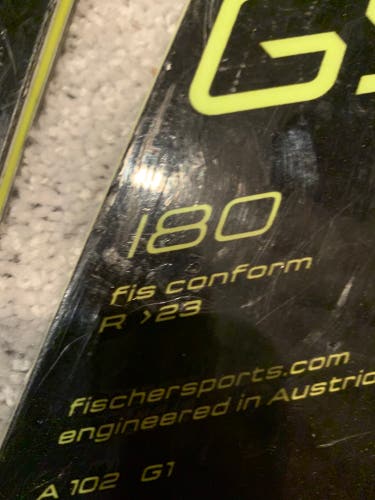 GS
180
fis conform
R >23
fischersports.com
engineered in Austria
A 102 G1